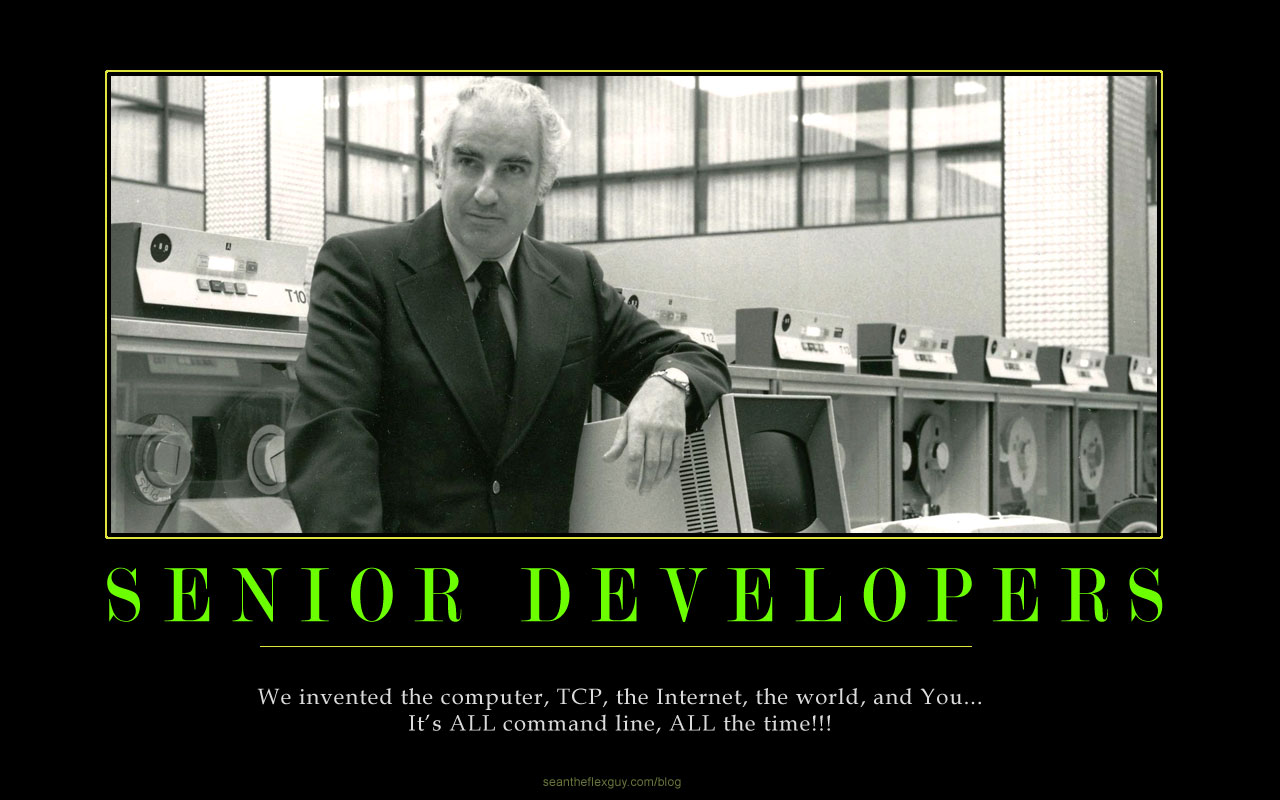 A
T10
T12
SENIOR DEVELOPERS
We invented the computer, TCP, the Internet, the world, and You...
It's ALL command line, ALL the time!!!
seantheflexguy.com/blog